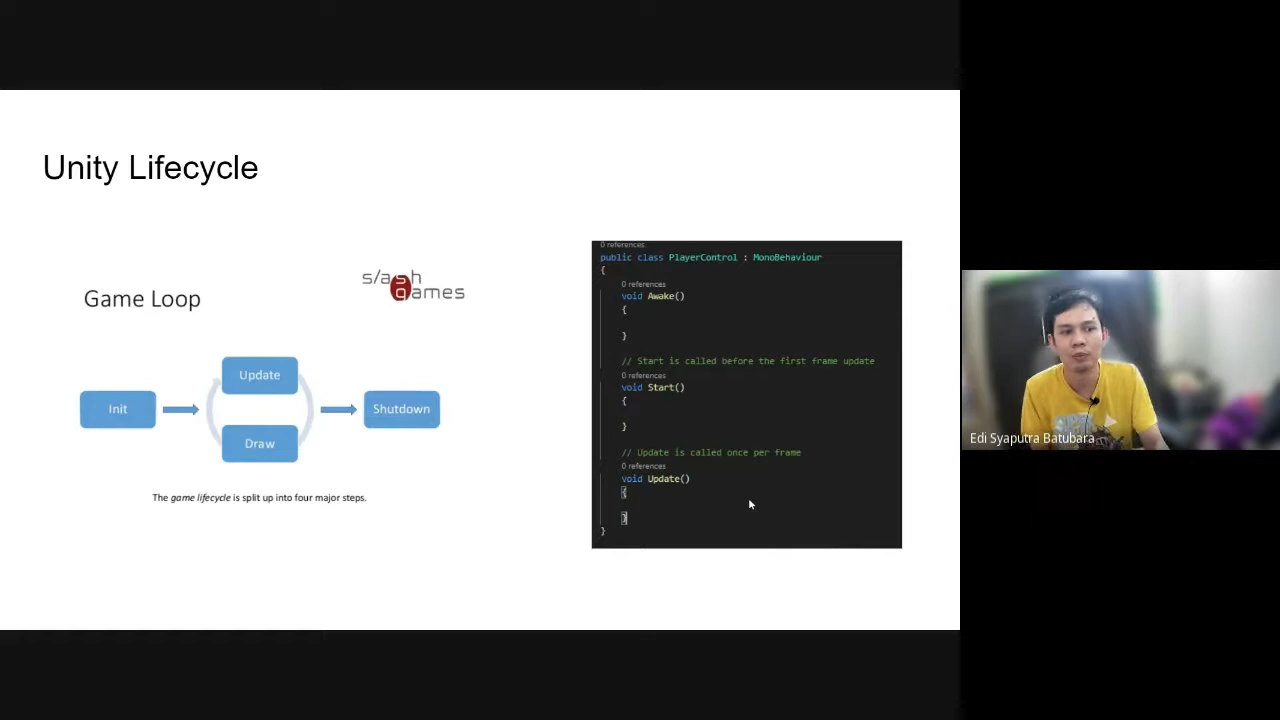 Unity Lifecycle
Game Loop
s/ash
games
Init
Update
Draw
Shutdown
The game lifecycle is split up into four major steps.
0 references
public class PlayerControl : MonoBehaviour
{
0 references
void Awake()
{
}
// Start is called before the first frame update
0 references
void Start()
{
}
// Update is called once per frame
0 references
void Update()
{
}
}
Edi Syaputra Batubara